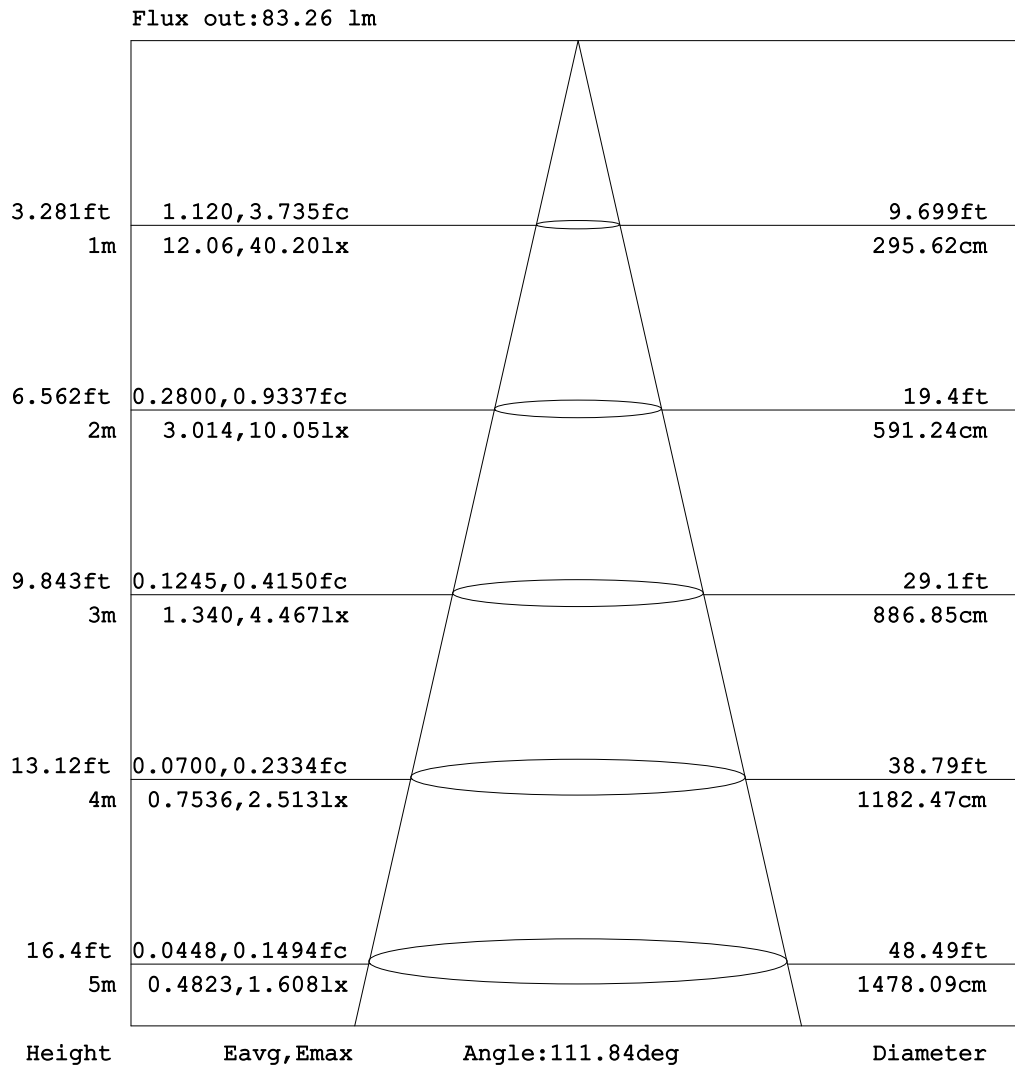 Flux out:83.26 lm
3.281ft 1.120,3.735fc 9.699ft
1m 12.06,40.20lx 295.62cm
6.562ft 0.2800,0.9337fc 19.4ft
2m 3.014,10.05lx 591.24cm
9.843ft 0.1245,0.4150fc 29.1ft
3m 1.340,4.467lx 886.85cm
13.12ft 0.0700,0.2334fc 38.79ft
4m 0.7536,2.513lx 1182.47cm
16.4ft 0.0448,0.1494fc 48.49ft
5m 0.4823,1.608lx 1478.09cm
Height Eavg,Emax Angle:111.84deg Diameter